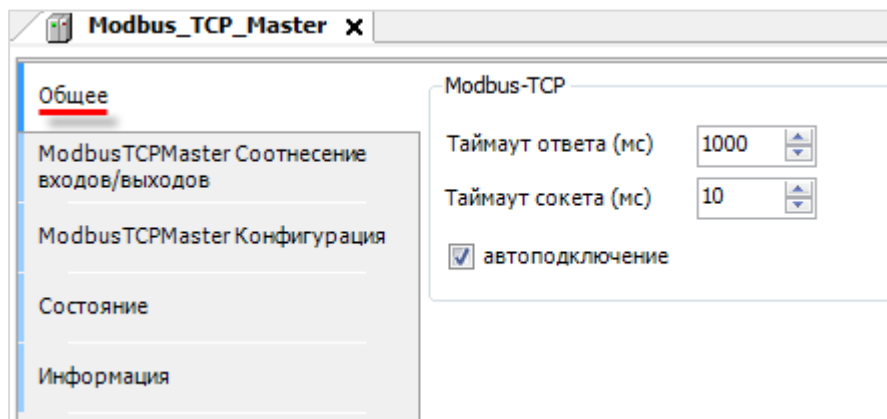 Modbus_TCP_Master x
Общее
ModbusTCPMaster Соотнесение
входов/выходов
ModbusTCPMaster Конфигурация
Состояние
Информация
Modbus-TCP
Таймаут ответа (мс) 1000
Таймаут сокета (мс) 10
автоподключение